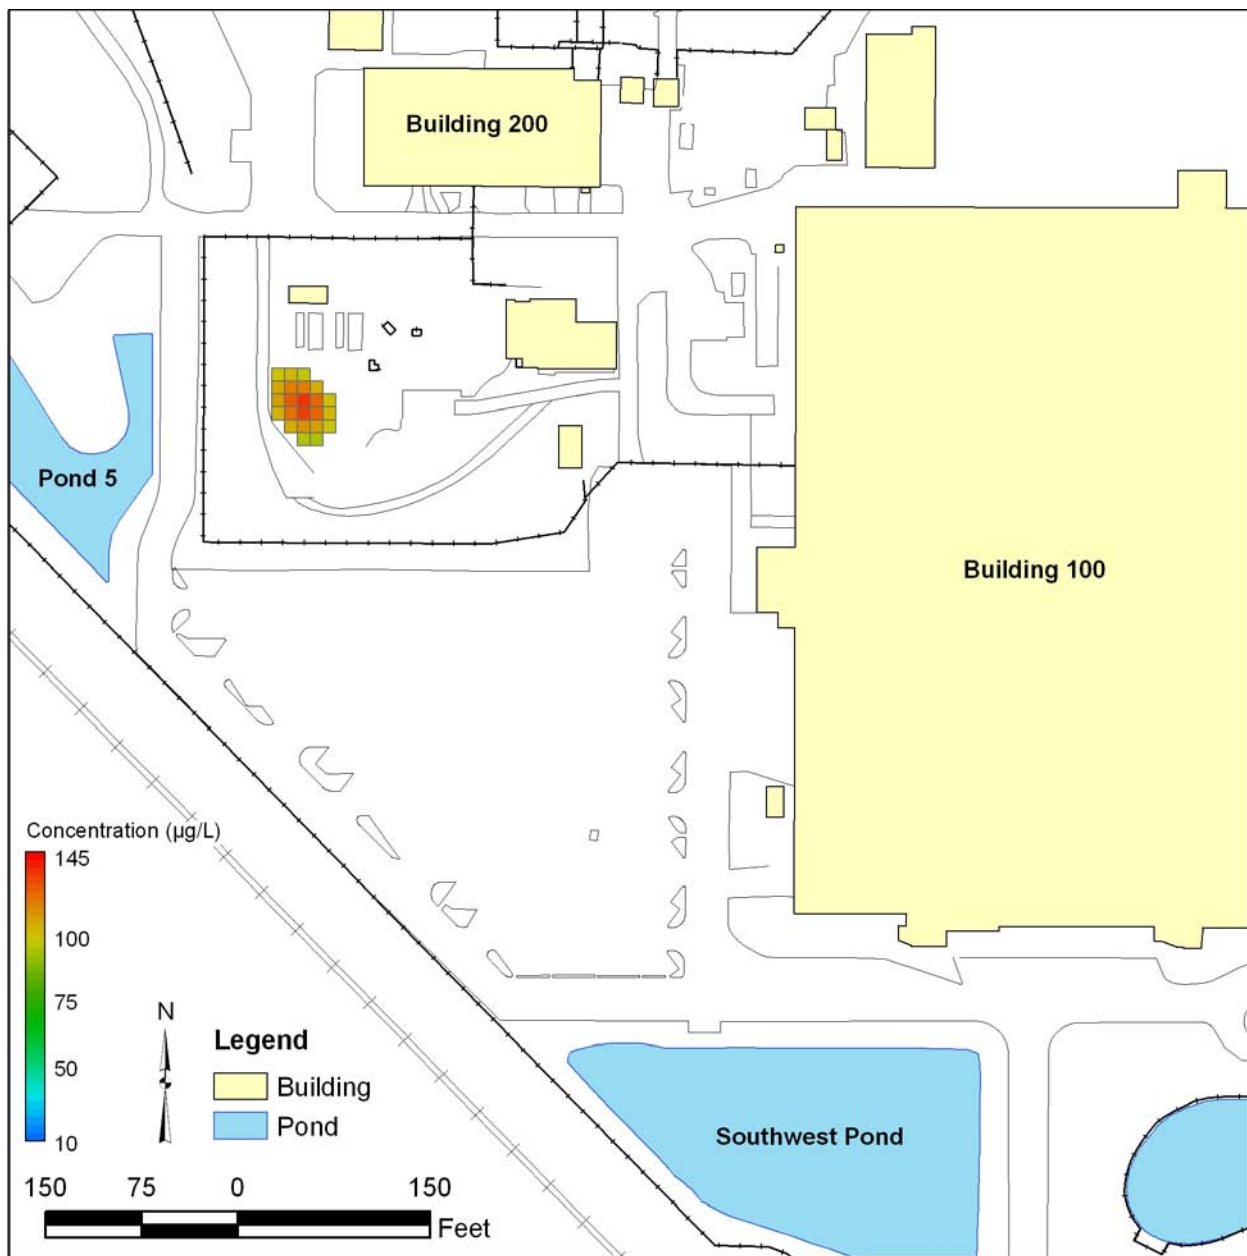 Building 200
Pond 5
Building 100
Concentration (µg/L)
145
100
75
50
10
N
Legend
Building
Pond
Southwest Pond
150 75 0 150
Feet